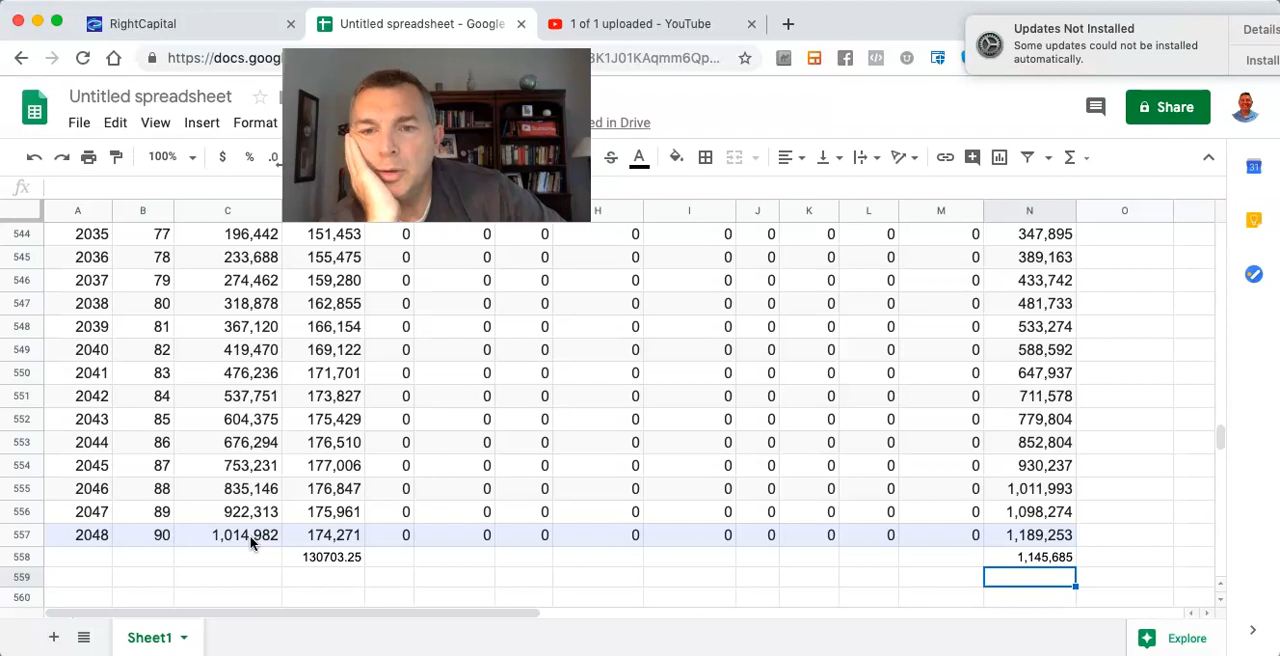 RightCapital
Untitled spreadsheet - Google
1 of 1 uploaded - YouTube
Updates Not Installed
Some updates could not be installed
automatically.
Details
Install
https://docs.goog
3K1J01KAqmm6Qp...
Untitled spreadsheet
File Edit View Insert Format
ed in Drive
Share
100% $ % .0
fx
A B C H I J K L M N O
544 2035 77 196,442 151,453 0 0 0 0 0 0 0 0 347,895
545 2036 78 233,688 155,475 0 0 0 0 0 0 0 0 389,163
546 2037 79 274,462 159,280 0 0 0 0 0 0 0 0 433,742
547 2038 80 318,878 162,855 0 0 0 0 0 0 0 0 481,733
548 2039 81 367,120 166,154 0 0 0 0 0 0 0 0 533,274
549 2040 82 419,470 169,122 0 0 0 0 0 0 0 0 588,592
550 2041 83 476,236 171,701 0 0 0 0 0 0 0 0 647,937
551 2042 84 537,751 173,827 0 0 0 0 0 0 0 0 711,578
552 2043 85 604,375 175,429 0 0 0 0 0 0 0 0 779,804
553 2044 86 676,294 176,510 0 0 0 0 0 0 0 0 852,804
554 2045 87 753,231 177,006 0 0 0 0 0 0 0 0 930,237
555 2046 88 835,146 176,847 0 0 0 0 0 0 0 0 1,011,993
556 2047 89 922,313 175,961 0 0 0 0 0 0 0 0 1,098,274
557 2048 90 1,014,982 174,271 0 0 0 0 0 0 0 0 1,189,253
558 130703.25 1,145,685
559
560
Sheet1
Explore